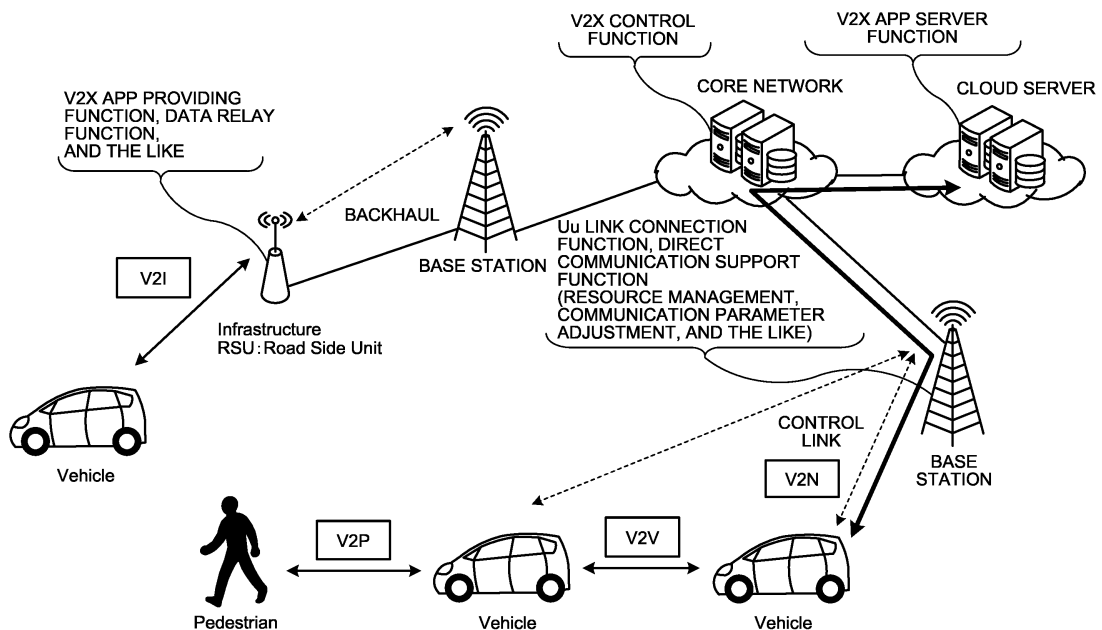 V2X CONTROL
FUNCTION
V2X APP SERVER
FUNCTION
CORE NETWORK
CLOUD SERVER
V2X APP PROVIDING
FUNCTION, DATA RELAY
FUNCTION,
AND THE LIKE
BACKHAUL
BASE STATION
Uu LINK CONNECTION
FUNCTION, DIRECT
COMMUNICATION SUPPORT
FUNCTION
(RESOURCE MANAGEMENT,
COMMUNICATION PARAMETER
ADJUSTMENT, AND THE LIKE)
V2I
Infrastructure
RSU:Road Side Unit
Vehicle
CONTROL
LINK
BASE
STATION
V2N
V2P
V2V
Pedestrian
Vehicle
Vehicle